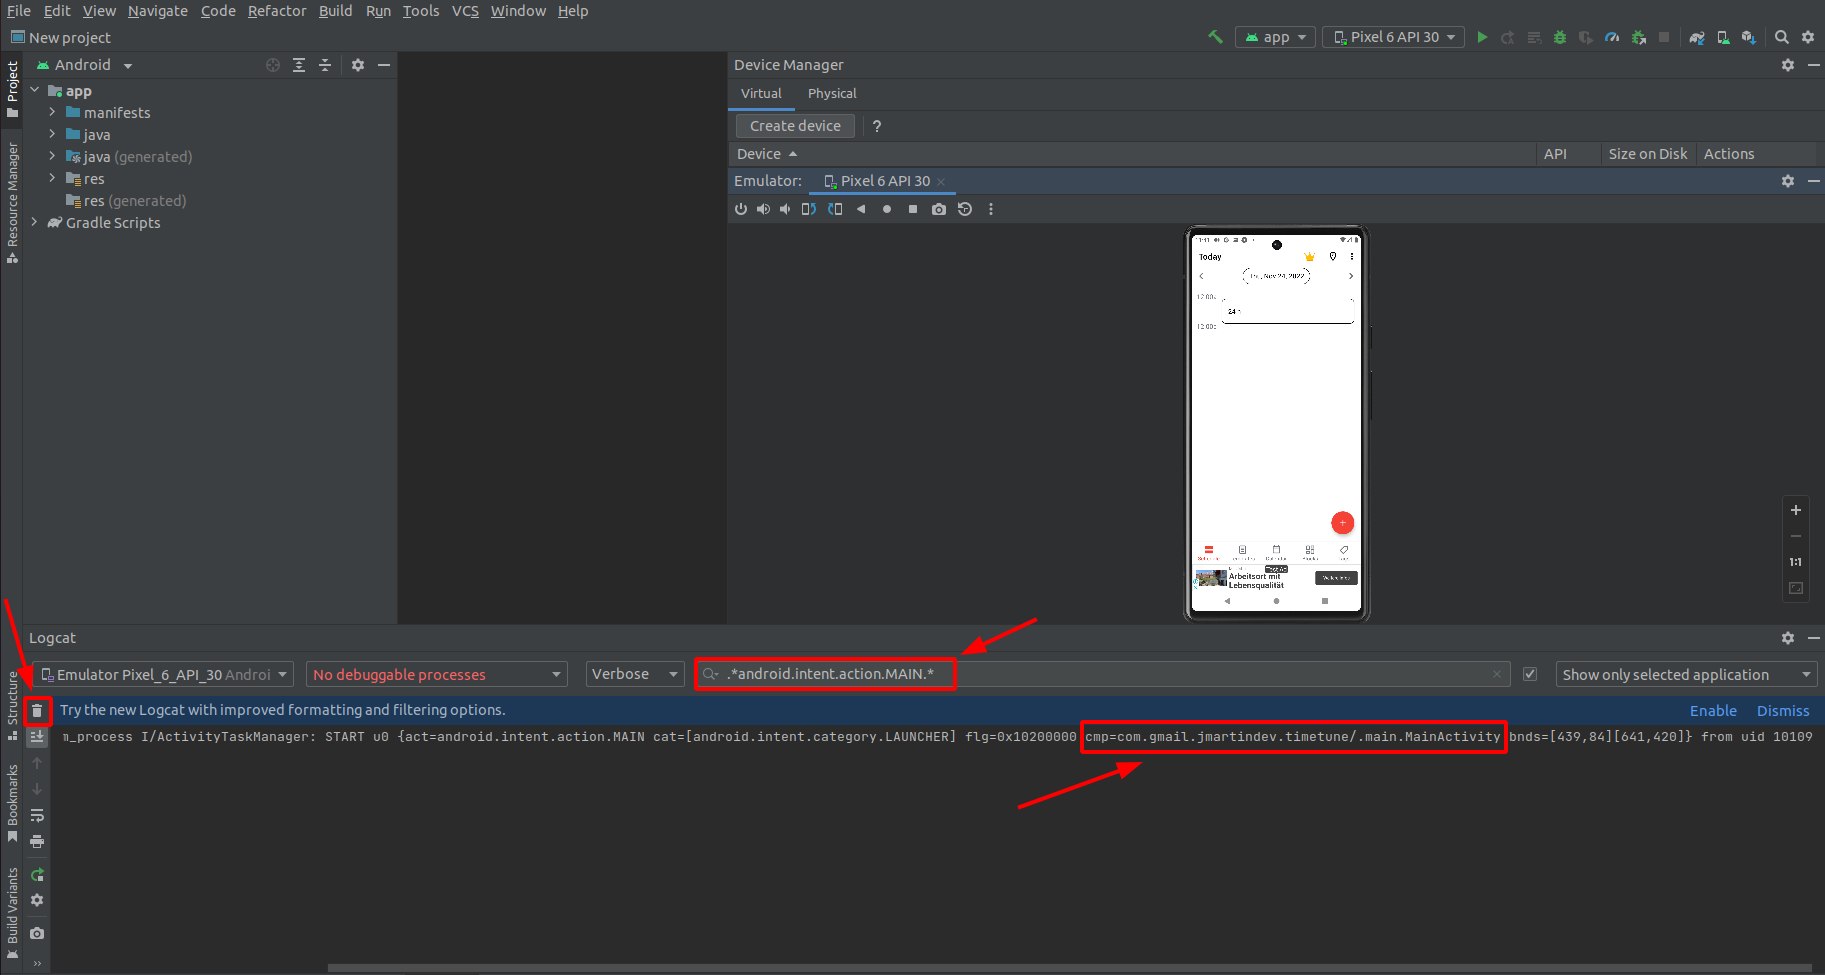 File Edit View Navigate Code Refactor Build Run Tools VCS Window Help
New project
app
Pixel 6 API 30
Project
Resource Manager
Structure
Bookmarks
Build Variants
Android
app
manifests
java
java (generated)
res
res (generated)
Gradle Scripts
Device Manager
Virtual Physical
Create device ?
Device API Size on Disk Actions
Emulator: Pixel 6 API 30
Today
Nov 24, 2022
Test Ad
Arbeitsort mit
Lebensqualität
1:1
Logcat
Emulator Pixel_6_API_30 Androi No debuggable processes Verbose .*android.intent.action.MAIN.* Show only selected application
Try the new Logcat with improved formatting and filtering options. Enable Dismiss
m_process I/ActivityTaskManager: START u0 {act=android.intent.action.MAIN cat=[android.intent.category.LAUNCHER] flg=0x10200000 cmp=com.gmail.jmartindev.timetune/.main.MainActivity bnds=[439,84][641,420]} from uid 10109